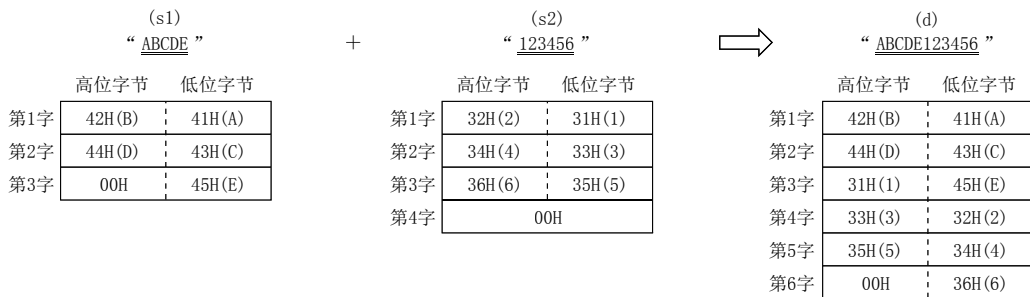 (s1) (s2) (d)
“ ABCDE ” + “ 123456 ” “ ABCDE123456 ”
高位字节 低位字节 高位字节 低位字节 高位字节 低位字节
第1字 42H(B) 41H(A) 第1字 32H(2) 31H(1) 第1字 42H(B) 41H(A)
第2字 44H(D) 43H(C) 第2字 34H(4) 33H(3) 第2字 44H(D) 43H(C)
第3字 00H 45H(E) 第3字 36H(6) 35H(5) 第3字 31H(1) 45H(E)
第4字 00H 第4字 33H(3) 32H(2)
第5字 35H(5) 34H(4)
第6字 00H 36H(6)